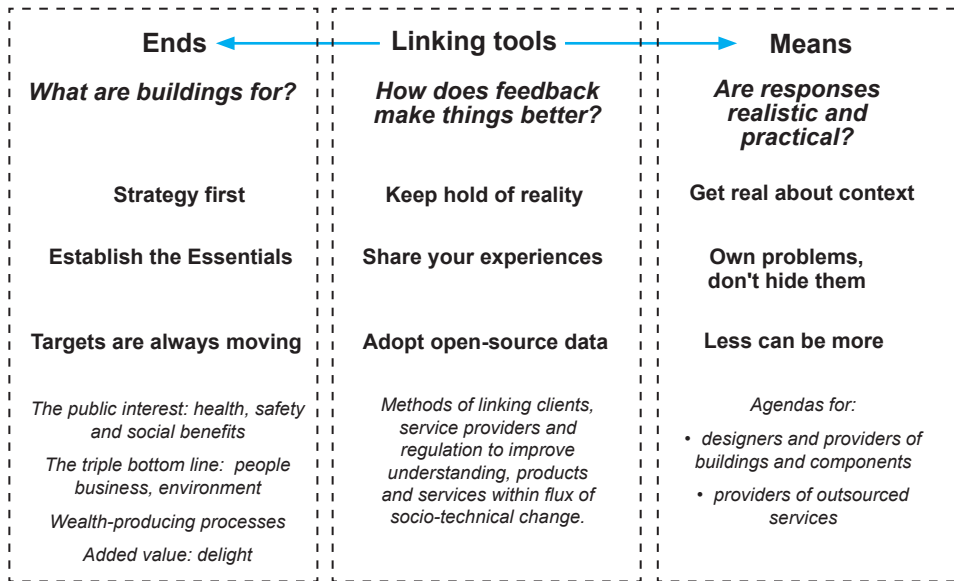 Ends
What are buildings for?
Strategy first
Establish the Essentials
Targets are always moving
The public interest: health, safety
and social benefits
The triple bottom line: people
business, environment
Wealth-producing processes
Added value: delight
Linking tools
How does feedback
make things better?
Keep hold of reality
Share your experiences
Adopt open-source data
Methods of linking clients,
service providers and
regulation to improve
understanding, products
and services within flux of
socio-technical change.
Means
Are responses
realistic and
practical?
Get real about context
Own problems,
don't hide them
Less can be more
Agendas for:
• designers and providers of
buildings and components
• providers of outsourced
services